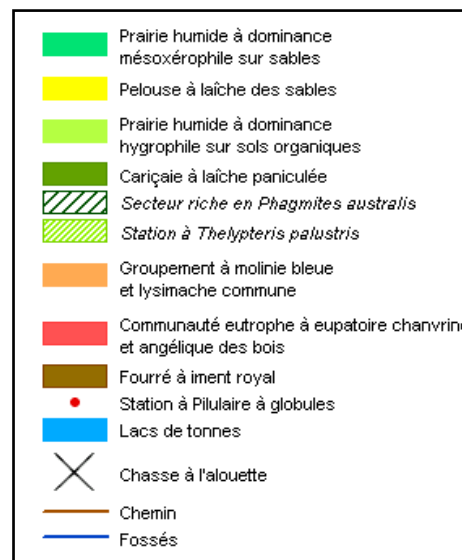 Prairie humide à dominance
mésoxérophile sur sables
Pelouse à laîche des sables
Prairie humide à dominance
hygrophile sur sols organiques
Cariçaie à laîche paniculée
Secteur riche en Phagmites australis
Station à Thelypteris palustris
Groupement à molinie bleue
et lysimache commune
Communauté eutrophe à eupatoire chanvrine
et angélique des bois
Fourré à iment royal
Station à Pilulaire à globules
Lacs de tonnes
Chasse à l'alouette
Chemin
Fossés